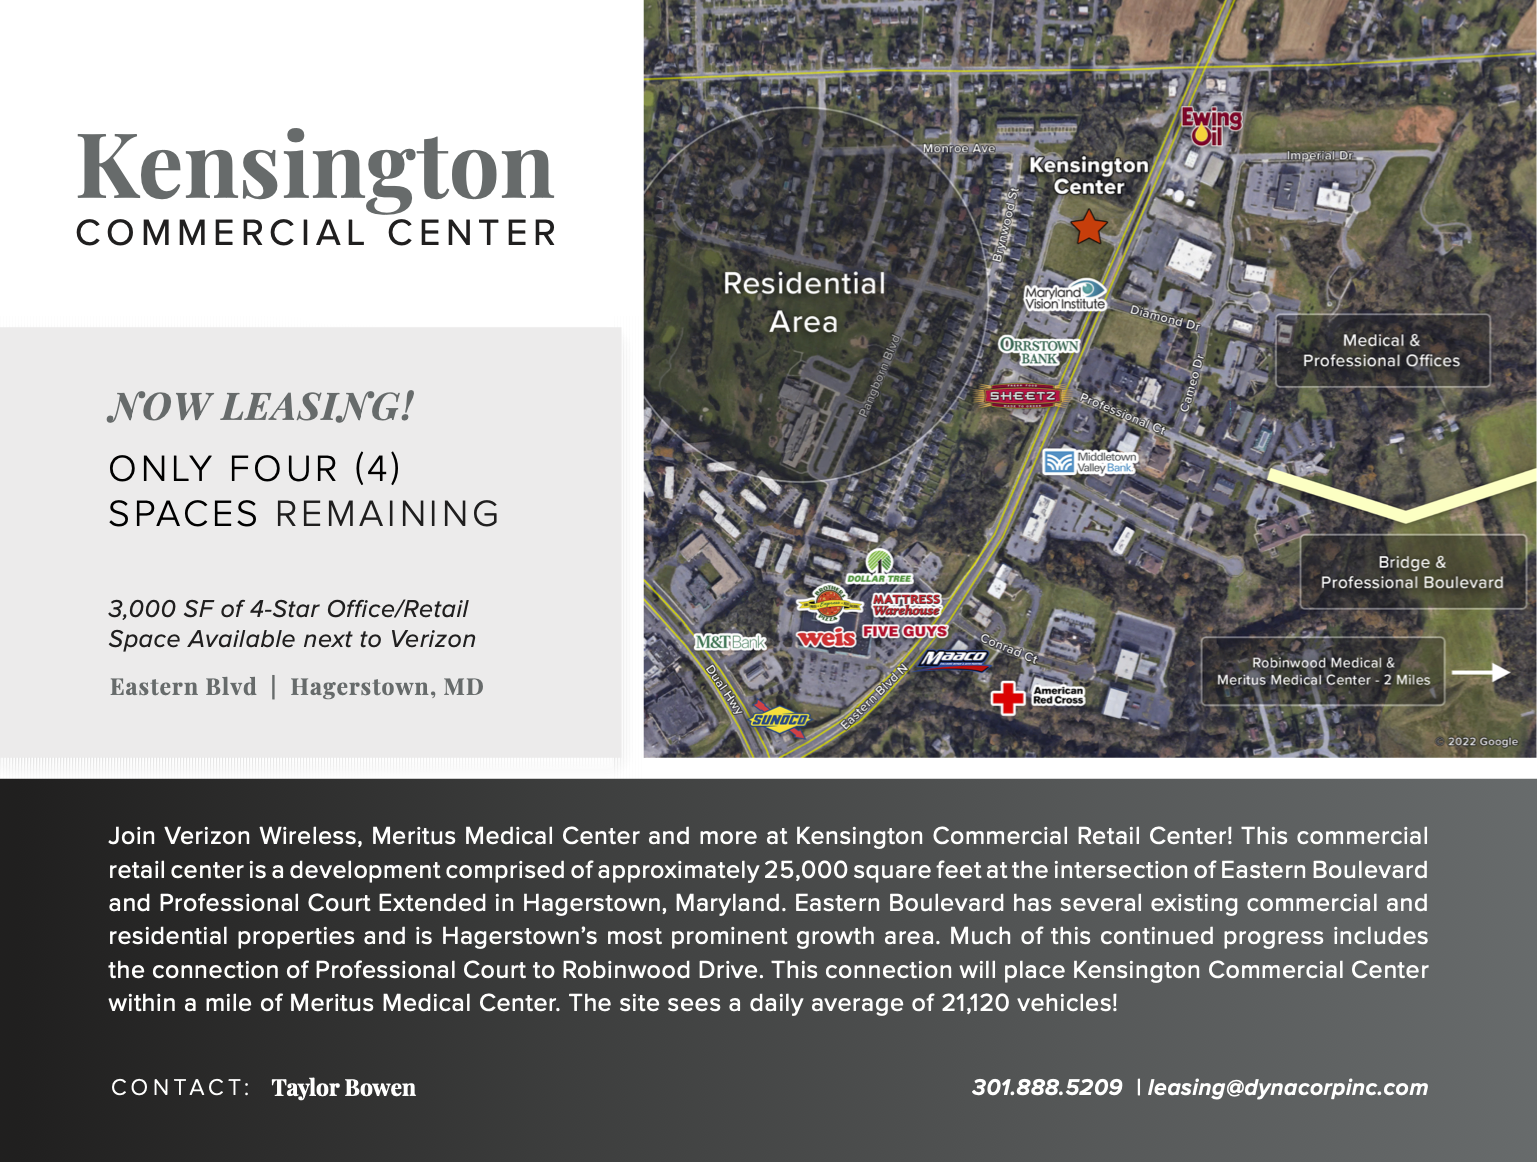 Kensington
COMMERCIAL CENTER
NOW LEASING!
ONLY FOUR (4)
SPACES REMAINING
3,000 SF of 4-Star Office/Retail
Space Available next to Verizon
Eastern Blvd | Hagerstown, MD
Ewing
Oil
Monroe Ave
Imperial Dr
Kensington
Center
Brynwood St
Residential
Area
Maryland
Vision Institute
Diamond Dr
ORRSTOWN
BANK
Medical &
Professional Offices
Pangborn Blvd
Cameo Dr
SHEETZ
Professional Ct
Middletown
Valley Bank
Bridge &
Professional Boulevard
DOLLAR TREE
MATTRESS
Warehouse
FIVE GUYS
weis
M&T Bank
Conrad Ct
Maaco
Robinwood Medical &
Meritus Medical Center - 2 Miles
Dual Hwy
Eastern Blvd N
American
Red Cross
SUNOCO
© 2022 Google
Join Verizon Wireless, Meritus Medical Center and more at Kensington Commercial Retail Center! This commercial
retail center is a development comprised of approximately 25,000 square feet at the intersection of Eastern Boulevard
and Professional Court Extended in Hagerstown, Maryland. Eastern Boulevard has several existing commercial and
residential properties and is Hagerstown's most prominent growth area. Much of this continued progress includes
the connection of Professional Court to Robinwood Drive. This connection will place Kensington Commercial Center
within a mile of Meritus Medical Center. The site sees a daily average of 21,120 vehicles!
CONTACT: Taylor Bowen
301.888.5209 | leasing@dynacorpinc.com